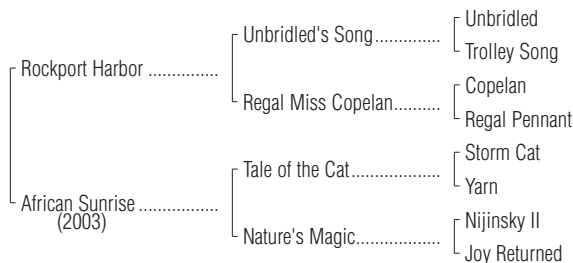 Unbridled
Unbridled's Song...............
Trolley Song
Rockport Harbor ................
Copelan
Regal Miss Copelan..........
Regal Pennant
Storm Cat
Tale of the Cat...................
Yarn
African Sunrise ..................
(2003)
Nijinsky II
Nature's Magic..................
Joy Returned